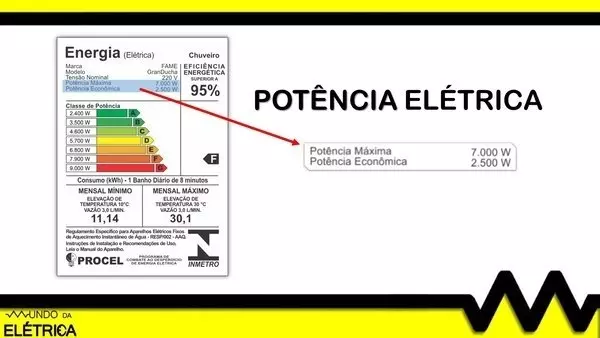 Energia (Elétrica) Chuveiro
Marca FAME
Modelo GranDucha
Tensão Nominal 220 V
Potência Máxima 7.000 W
Potência Econômica 2.500 W
EFICIÊNCIA
ENERGÉTICA
SUPERIOR A
95%
Classe de Potência
2.400 W A
3.500 W B
4.600 W C
5.700 W D
6.800 W E
7.900 W F
9.000 W G
F
Consumo (kWh) - 1 Banho Diário de 8 minutos
MENSAL MÍNIMO
ELEVAÇÃO DE
TEMPERATURA 10°C
VAZÃO 3,0 L/MIN.
11,14
MENSAL MÁXIMO
ELEVAÇÃO DE
TEMPERATURA 30 °C
VAZÃO 3,0 L/MIN.
30,1
Regulamento Específico para Aparelhos Elétricos Fixos
de Aquecimento Instantâneo de Água - RESP/002 - AAQ
Instruções de Instalação e Recomendações de Uso,
Leia o Manual do Aparelho.
PROCEL
PROGRAMA DE
COMBATE AO DESPERDÍCIO
DE ENERGIA ELÉTRICA
INMETRO
POTÊNCIA ELÉTRICA
Potência Máxima 7.000 W
Potência Econômica 2.500 W
MUNDO DA
ELÉTRICA